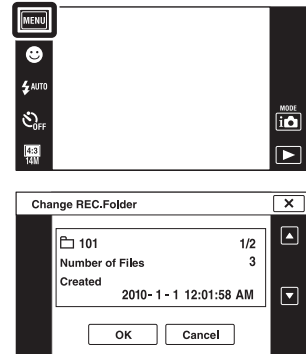 MENU
AUTO
OFF
4:3
14M
MODE
Change REC.Folder
101 1/2
Number of Files 3
Created
2010- 1 - 1 12:01:58 AM
OK Cancel